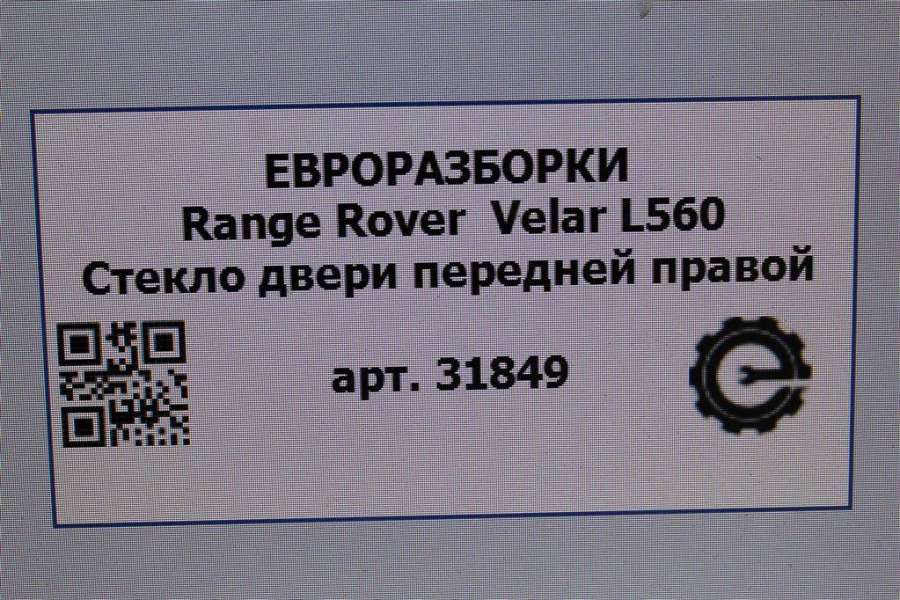 ЕВРОРАЗБОРКИ
Range Rover Velar L560
Стекло двери передней правой
арт. 31849